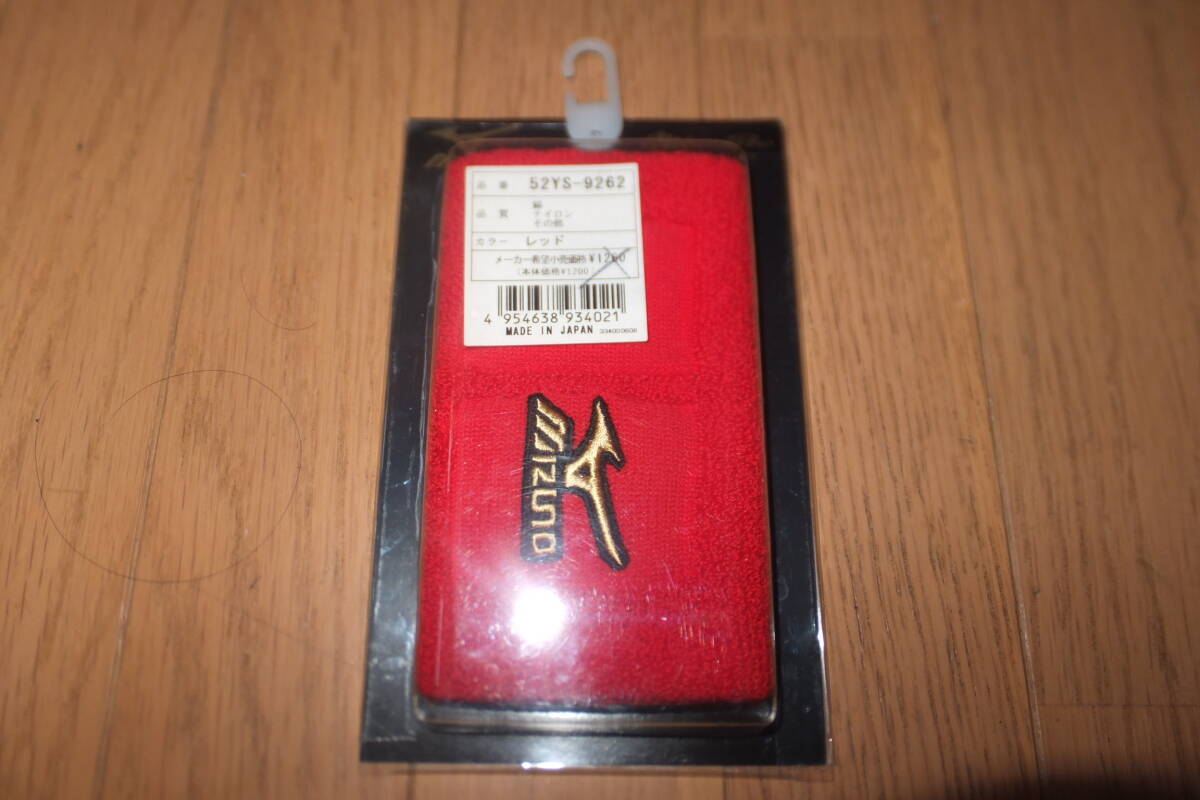 品 番 52YS-9262
品 質 綿
ナイロン
その他
カラー レッド
メーカー希望小売価格 ¥1260
(本体価格¥1200
4 954638 934021
MADE IN JAPAN
MIZUNO